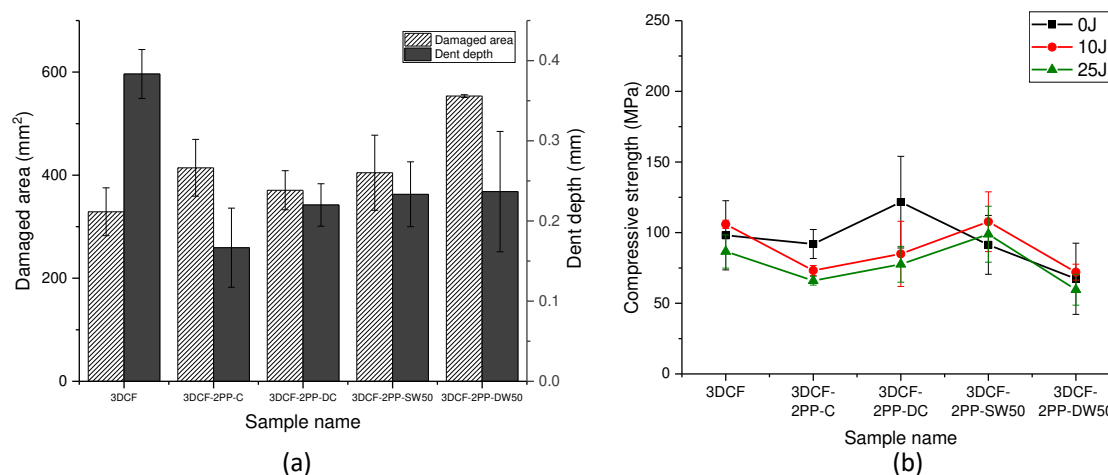 Damaged area
Dent depth
600
400
200
0
Damaged area (mm²)
0.4
0.3
0.2
0.1
0.0
Dent depth (mm)
3DCF
3DCF-2PP-C
3DCF-2PP-DC
3DCF-2PP-SW50
3DCF-2PP-DW50
Sample name
(a)
0J
10J
25J
250
200
150
100
50
0
Compressive strength (MPa)
3DCF
3DCF-
2PP-C
3DCF-
2PP-DC
3DCF-
2PP-SW50
3DCF-
2PP-DW50
Sample name
(b)